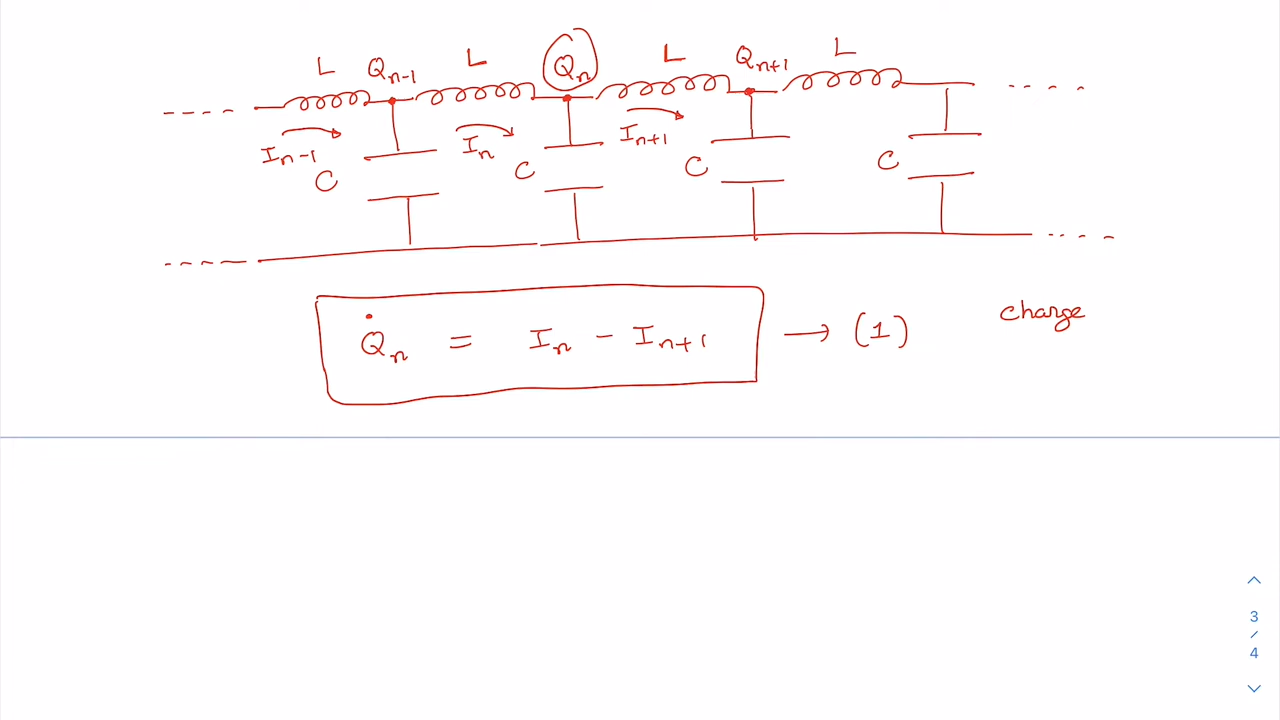 L Q_{n-1} L Q_n L Q_{n+1} L
I_{n-1} I_n I_{n+1}
C C C C
Q̇_n = I_n - I_{n+1} → (1) charge
3
/
4